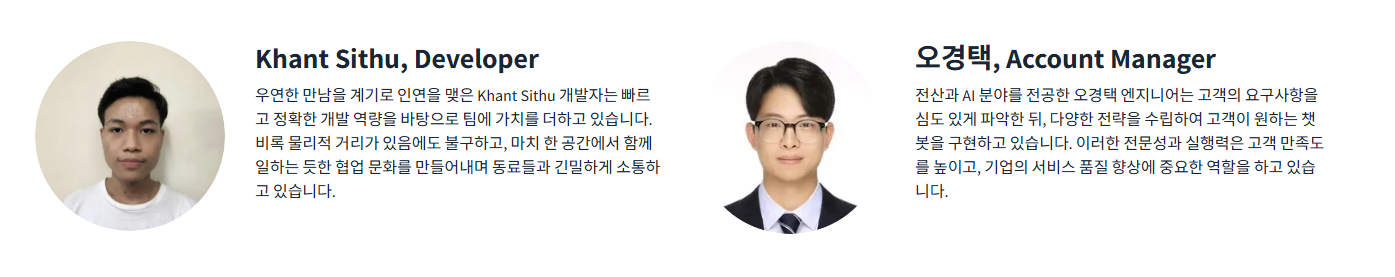 Khant Sithu, Developer
우연한 만남을 계기로 인연을 맺은 Khant Sithu 개발자는 빠르
고 정확한 개발 역량을 바탕으로 팀에 가치를 더하고 있습니다.
비록 물리적 거리가 있음에도 불구하고, 마치 한 공간에서 함께
일하는 듯한 협업 문화를 만들어내며 동료들과 긴밀하게 소통하
고 있습니다.
오경택, Account Manager
전산과 AI 분야를 전공한 오경택 엔지니어는 고객의 요구사항을
심도 있게 파악한 뒤, 다양한 전략을 수립하여 고객이 원하는 챗
봇을 구현하고 있습니다. 이러한 전문성과 실행력은 고객 만족도
를 높이고, 기업의 서비스 품질 향상에 중요한 역할을 하고 있습
니다.